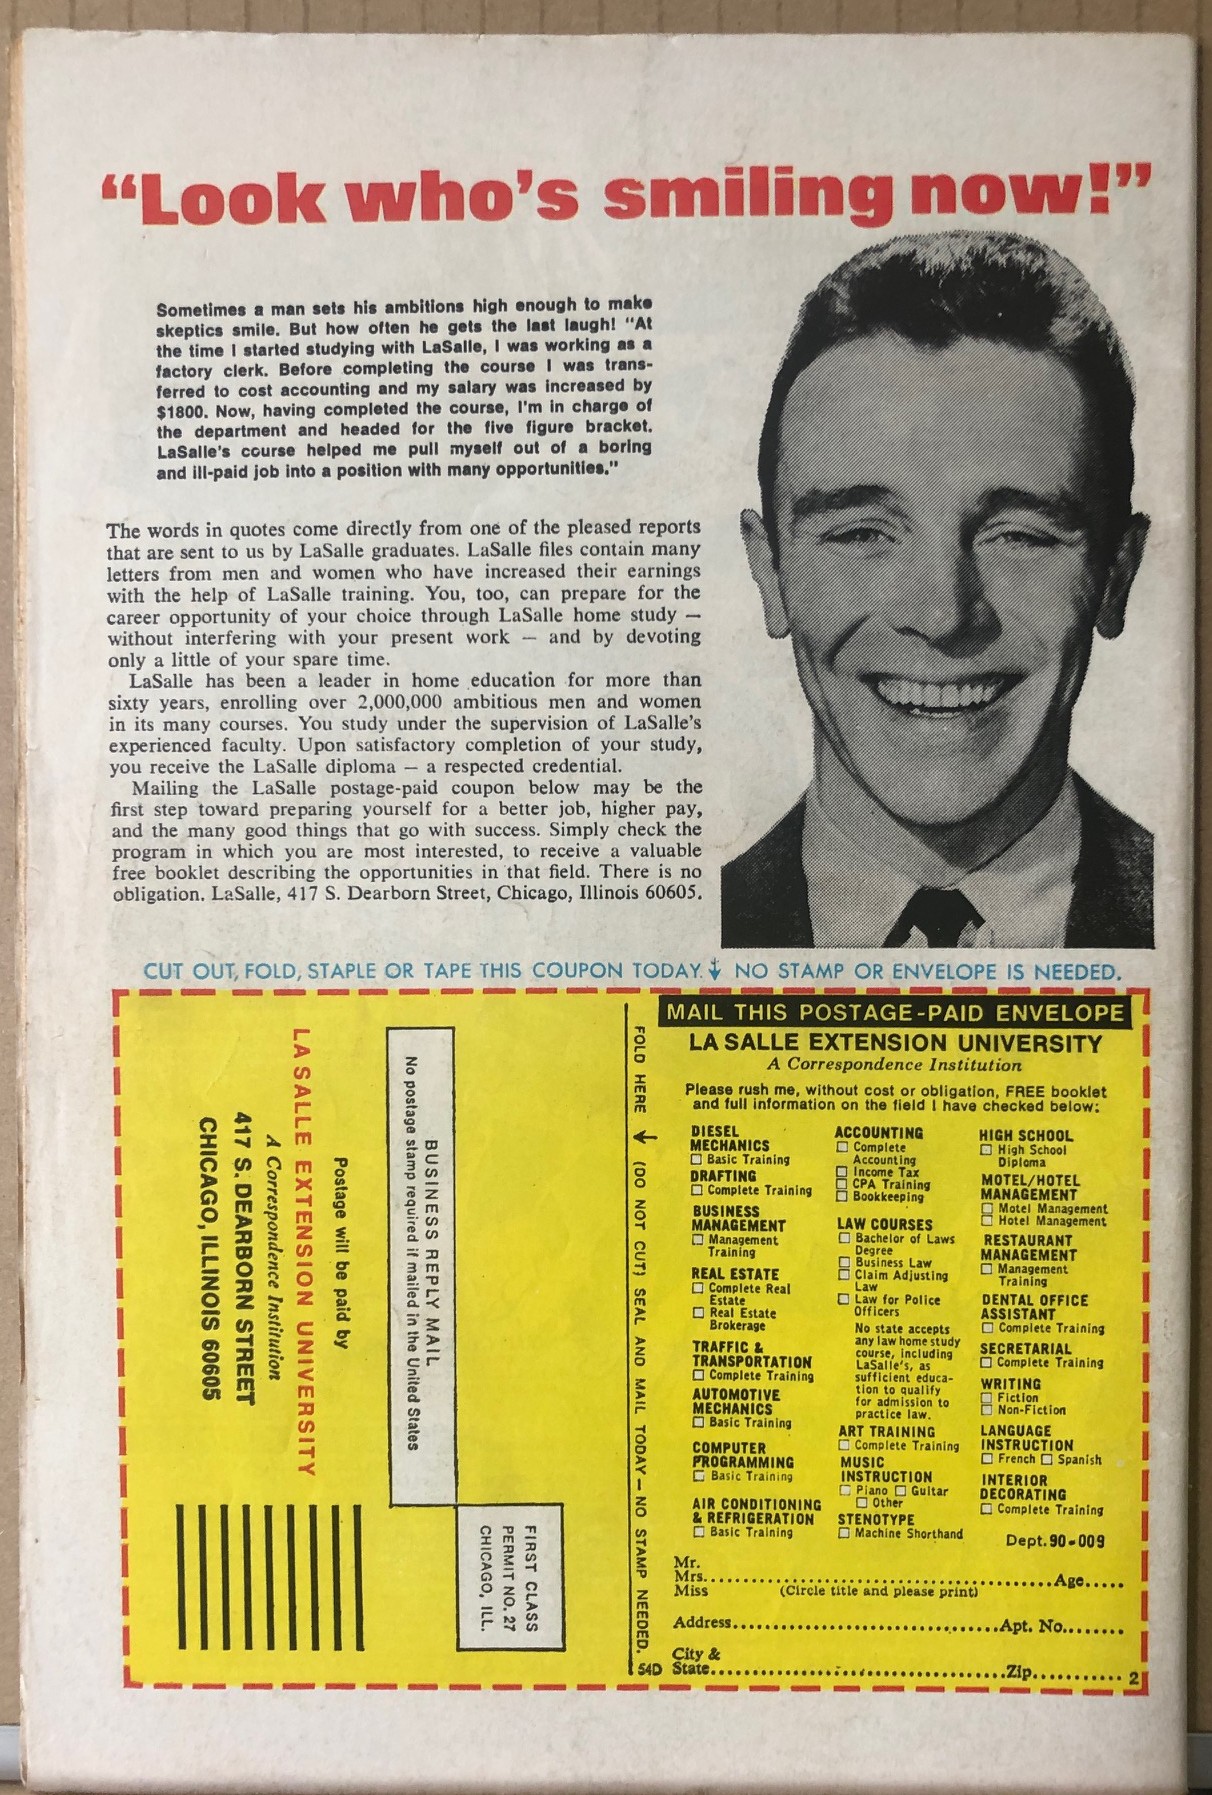 “Look who's smiling now!”
Sometimes a man sets his ambitions high enough to make
skeptics smile. But how often he gets the last laugh! "At
the time I started studying with LaSalle, I was working as a
factory clerk. Before completing the course I was trans-
ferred to cost accounting and my salary was increased by
$1800. Now, having completed the course, I'm in charge of
the department and headed for the five figure bracket.
LaSalle's course helped me pull myself out of a boring
and ill-paid job into a position with many opportunities."
The words in quotes come directly from one of the pleased reports
that are sent to us by LaSalle graduates. LaSalle files contain many
letters from men and women who have increased their earnings
with the help of LaSalle training. You, too, can prepare for the
career opportunity of your choice through LaSalle home study —
without interfering with your present work — and by devoting
only a little of your spare time.
LaSalle has been a leader in home education for more than
sixty years, enrolling over 2,000,000 ambitious men and women
in its many courses. You study under the supervision of LaSalle's
experienced faculty. Upon satisfactory completion of your study,
you receive the LaSalle diploma — a respected credential.
Mailing the LaSalle postage-paid coupon below may be the
first step toward preparing yourself for a better job, higher pay,
and the many good things that go with success. Simply check the
program in which you are most interested, to receive a valuable
free booklet describing the opportunities in that field. There is no
obligation. LaSalle, 417 S. Dearborn Street, Chicago, Illinois 60605.
CUT OUT, FOLD, STAPLE OR TAPE THIS COUPON TODAY. NO STAMP OR ENVELOPE IS NEEDED.
FIRST CLASS
PERMIT NO. 27
CHICAGO, ILL.
BUSINESS REPLY MAIL
No postage stamp required if mailed in the United States
Postage will be paid by
LA SALLE EXTENSION UNIVERSITY
A Correspondence Institution
417 S. DEARBORN STREET
CHICAGO, ILLINOIS 60605
FOLD HERE (DO NOT CUT) SEAL AND MAIL TODAY — NO STAMP NEEDED.
54D
MAIL THIS POSTAGE-PAID ENVELOPE
LA SALLE EXTENSION UNIVERSITY
A Correspondence Institution
Please rush me, without cost or obligation, FREE booklet
and full information on the field I have checked below:
DIESEL
MECHANICS
☐ Basic Training
DRAFTING
☐ Complete Training
BUSINESS
MANAGEMENT
☐ Management
Training
REAL ESTATE
☐ Complete Real
Estate
☐ Real Estate
Brokerage
TRAFFIC &
TRANSPORTATION
☐ Complete Training
AUTOMOTIVE
MECHANICS
☐ Basic Training
COMPUTER
PROGRAMMING
☐ Basic Training
AIR CONDITIONING
& REFRIGERATION
☐ Basic Training
ACCOUNTING
☐ Complete
Accounting
☐ Income Tax
☐ CPA Training
☐ Bookkeeping
LAW COURSES
☐ Bachelor of Laws
Degree
☐ Business Law
☐ Claim Adjusting
Law
☐ Law for Police
Officers
No state accepts
any law home study
course, including
LaSalle's, as
sufficient educa-
tion to qualify
for admission to
practice law.
ART TRAINING
☐ Complete Training
MUSIC
INSTRUCTION
☐ Piano ☐ Guitar
☐ Other
STENOTYPE
☐ Machine Shorthand
HIGH SCHOOL
☐ High School
Diploma
MOTEL/HOTEL
MANAGEMENT
☐ Motel Management
☐ Hotel Management
RESTAURANT
MANAGEMENT
☐ Management
Training
DENTAL OFFICE
ASSISTANT
☐ Complete Training
SECRETARIAL
☐ Complete Training
WRITING
☐ Fiction
☐ Non-Fiction
LANGUAGE
INSTRUCTION
☐ French ☐ Spanish
INTERIOR
DECORATING
☐ Complete Training
Dept. 90-009
Mr.
Mrs. Age
Miss (Circle title and please print)
Address Apt. No.
City &
State Zip
2